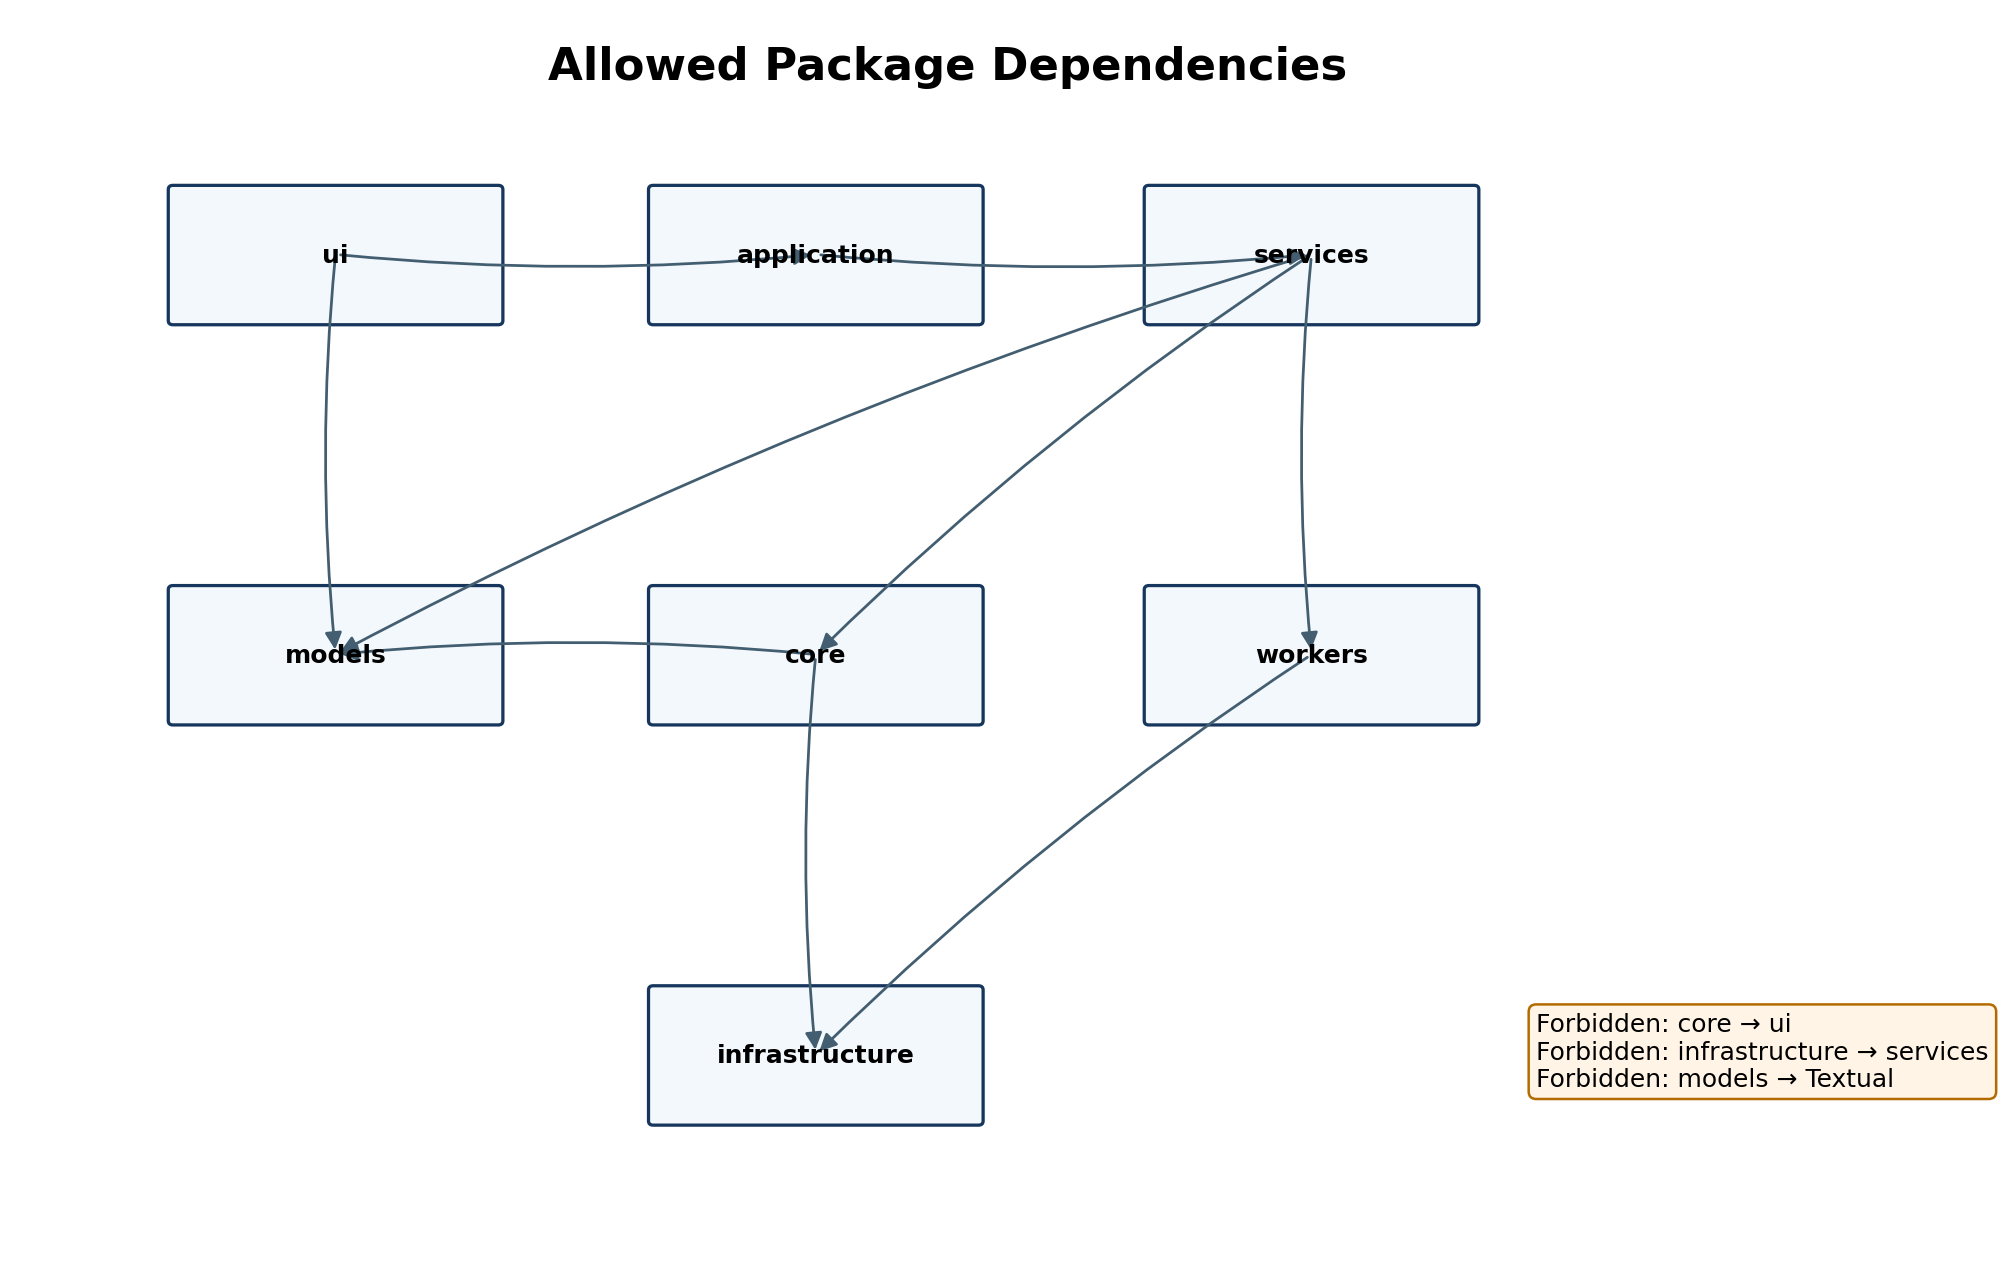 Allowed Package Dependencies
ui
application
services
models
core
workers
infrastructure
Forbidden: core → ui
Forbidden: infrastructure → services
Forbidden: models → Textual